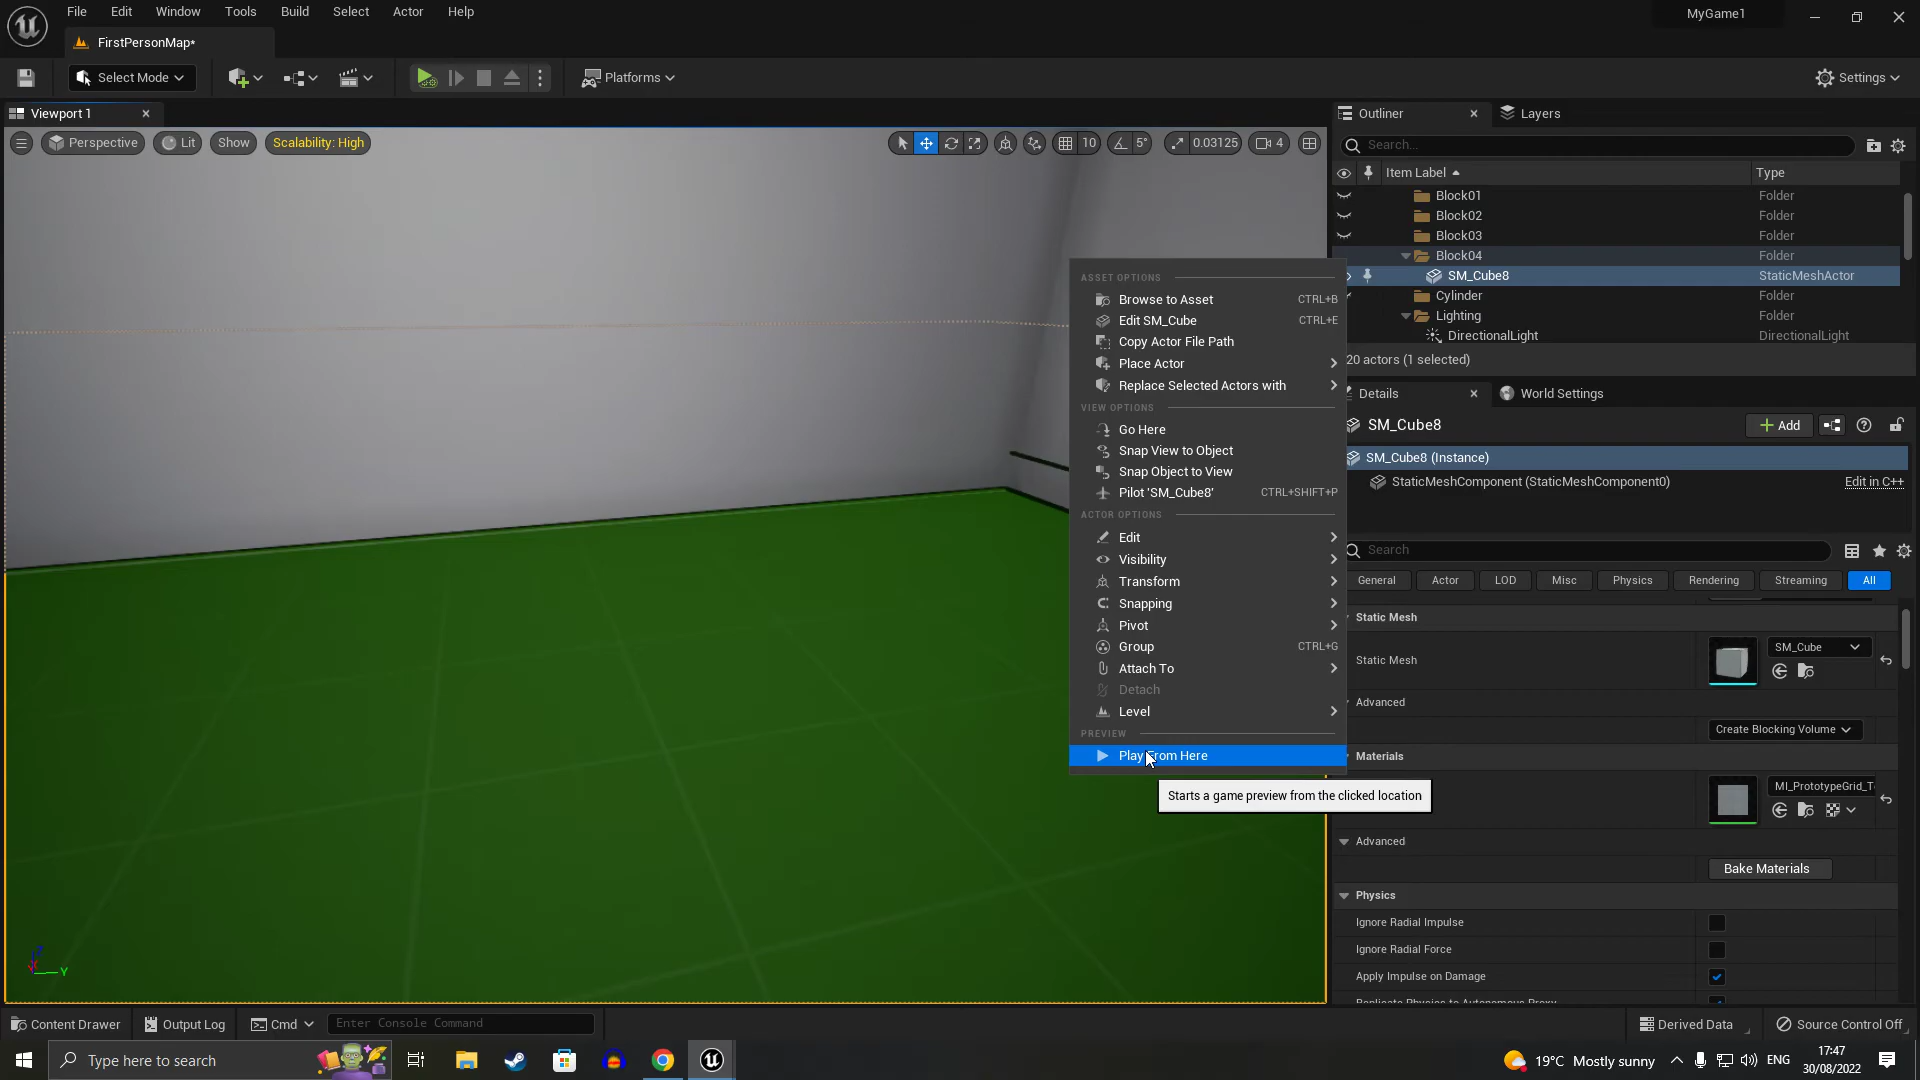 File Edit Window Tools Build Select Actor Help MyGame1
FirstPersonMap*
Select Mode Platforms Settings
Viewport 1 Outliner Layers
Perspective Lit Show Scalability: High 10 5° 0.03125 4
Search...
Item Label Type
Block01 Folder
Block02 Folder
Block03 Folder
Block04 Folder
SM_Cube8 StaticMeshActor
Cylinder Folder
Lighting Folder
DirectionalLight DirectionalLight
20 actors (1 selected)
ASSET OPTIONS
Browse to Asset CTRL+B
Edit SM_Cube CTRL+E
Copy Actor File Path
Place Actor
Replace Selected Actors with
VIEW OPTIONS
Go Here
Snap View to Object
Snap Object to View
Pilot 'SM_Cube8' CTRL+SHIFT+P
ACTOR OPTIONS
Edit
Visibility
Transform
Snapping
Pivot
Group CTRL+G
Attach To
Detach
Level
PREVIEW
Play From Here
Starts a game preview from the clicked location
Details World Settings
SM_Cube8 Add
SM_Cube8 (Instance)
StaticMeshComponent (StaticMeshComponent0) Edit in C++
Search
General Actor LOD Misc Physics Rendering Streaming All
Static Mesh
Static Mesh SM_Cube
Advanced
Create Blocking Volume
Materials
MI_PrototypeGrid_T
Advanced
Bake Materials
Physics
Ignore Radial Impulse
Ignore Radial Force
Apply Impulse on Damage
Replicate Physics to Autonomous Proxy
Content Drawer Output Log Cmd Enter Console Command Derived Data Source Control Off
Type here to search 19°C Mostly sunny ENG 17:47
30/08/2022